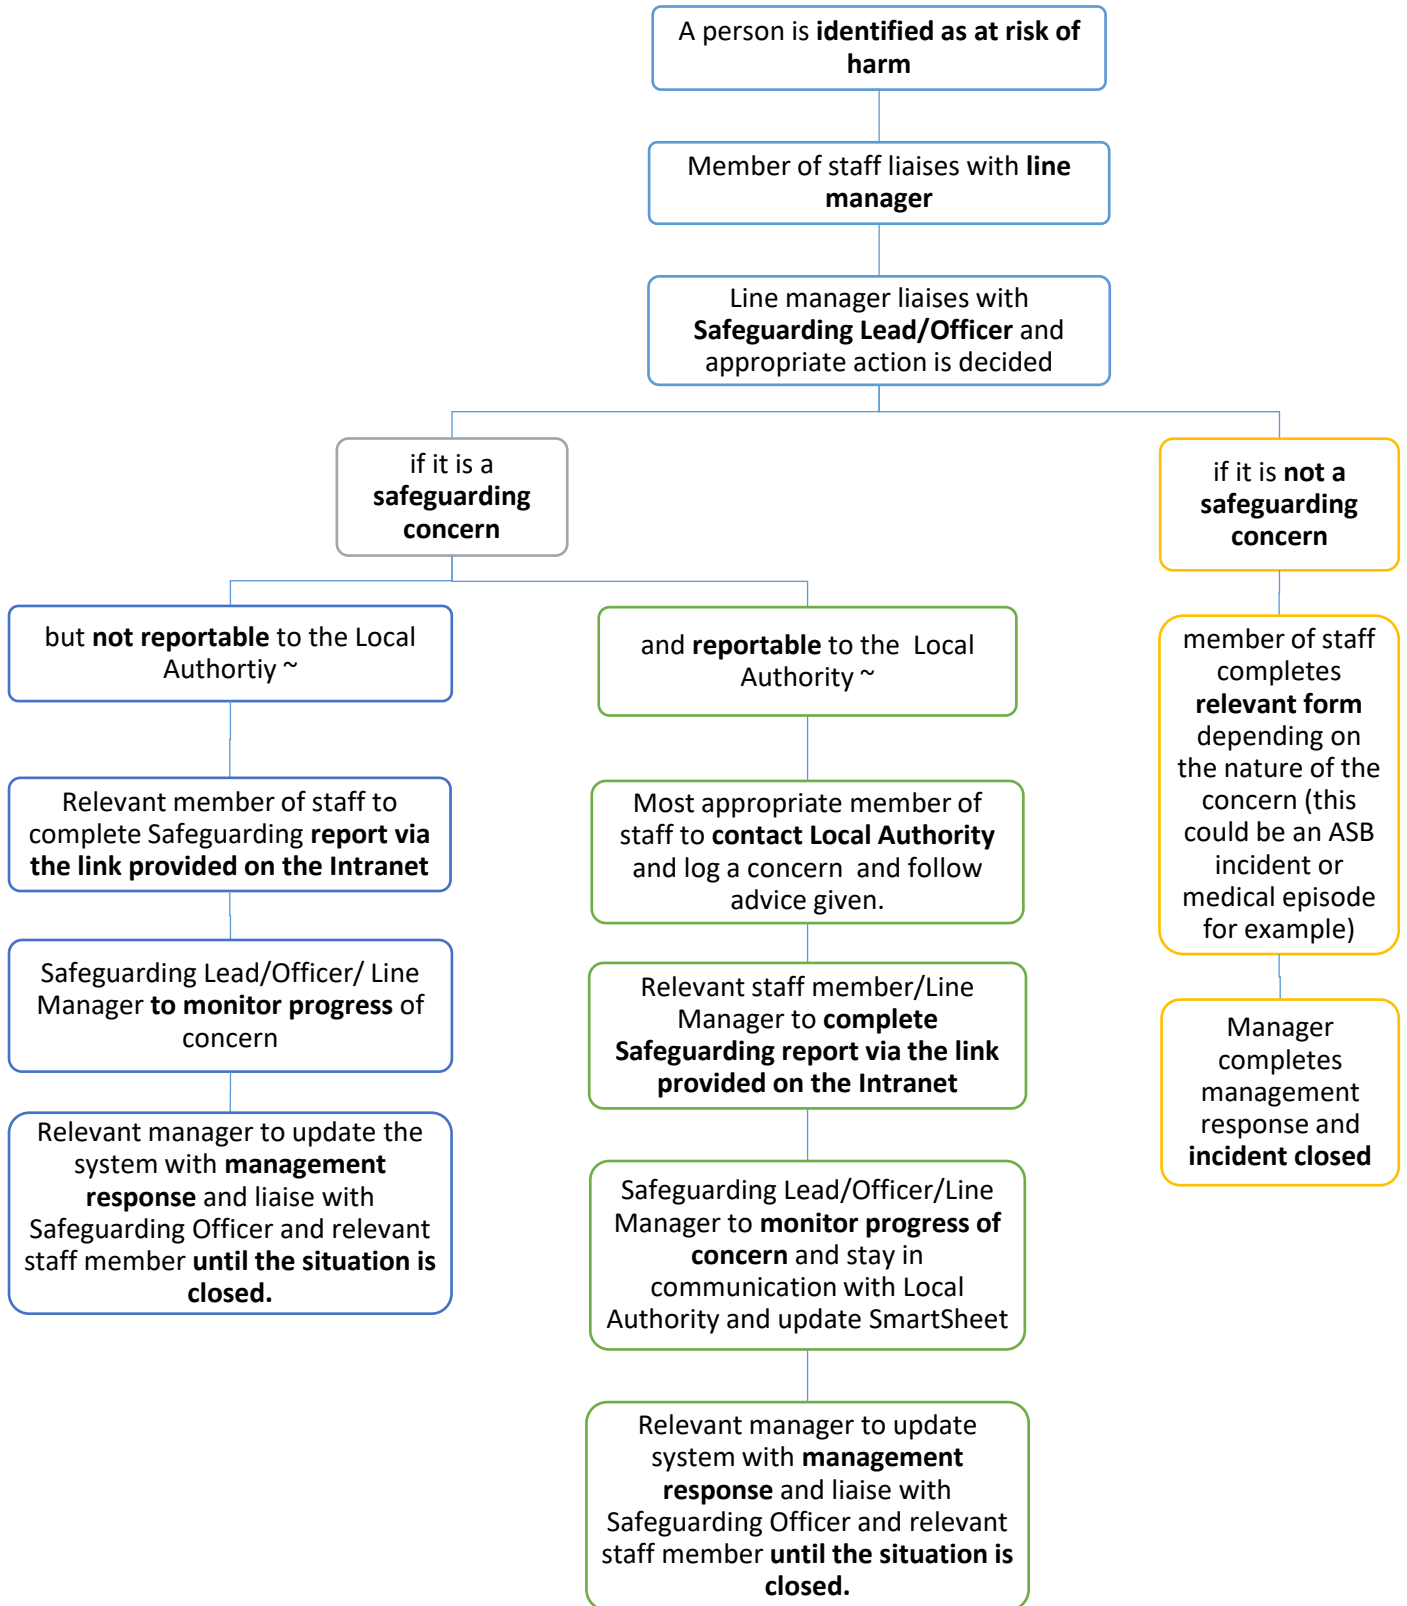 A person is identified as at risk of
harm
Member of staff liaises with line
manager
Line manager liaises with
Safeguarding Lead/Officer and
appropriate action is decided
if it is a
safeguarding
concern
if it is not a
safeguarding
concern
but not reportable to the Local
Authortiy ~
Relevant member of staff to
complete Safeguarding report via
the link provided on the Intranet
Safeguarding Lead/Officer/ Line
Manager to monitor progress of
concern
Relevant manager to update the
system with management
response and liaise with
Safeguarding Officer and relevant
staff member until the situation is
closed.
and reportable to the  Local
Authority ~
Most appropriate member of
staff to contact Local Authority
and log a concern  and follow
advice given.
Relevant staff member/Line
Manager to complete
Safeguarding report via the link
provided on the Intranet
Safeguarding Lead/Officer/Line
Manager to monitor progress of
concern and stay in
communication with Local
Authority and update SmartSheet
Relevant manager to update
system with management
response and liaise with
Safeguarding Officer and relevant
staff member until the situation is
closed.
member of staff
completes
relevant form
depending on
the nature of the
concern (this
could be an ASB
incident or
medical episode
for example)
Manager
completes
management
response and
incident closed